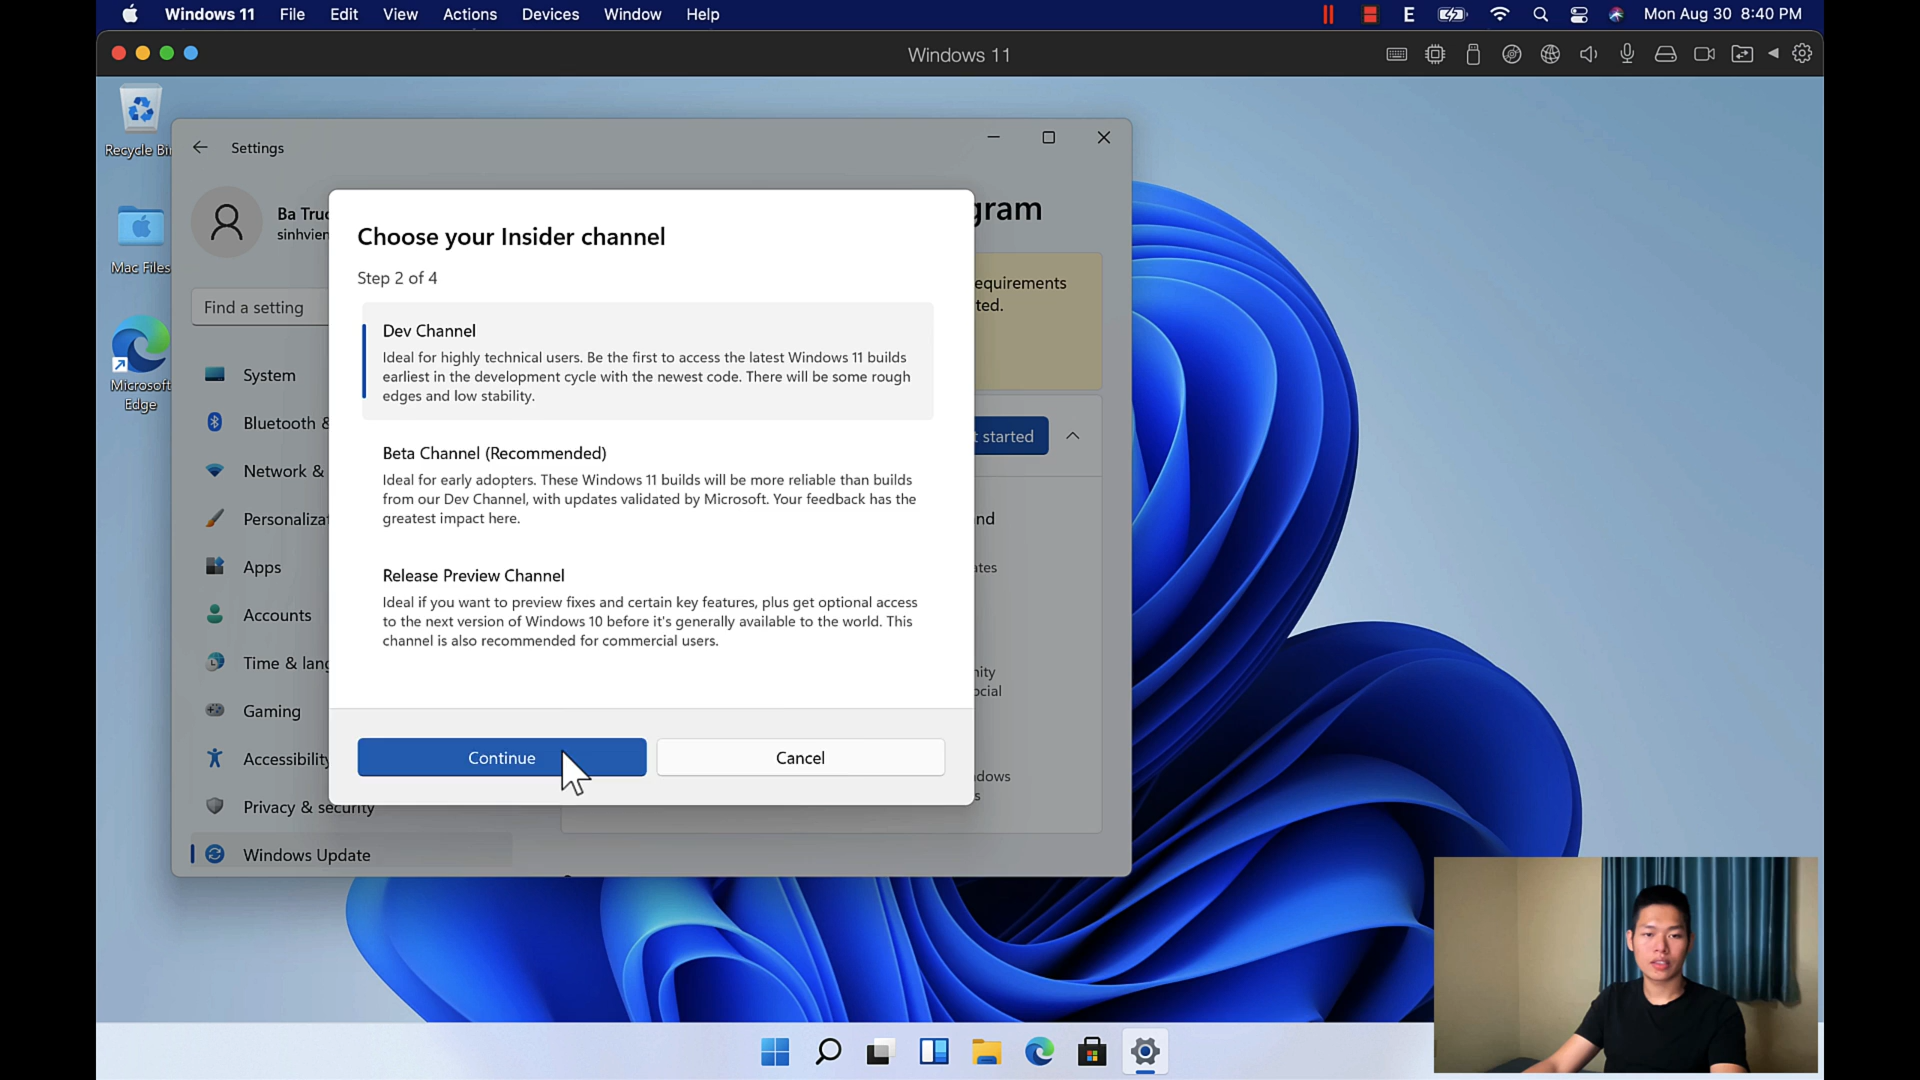 Windows 11 File Edit View Actions Devices Window Help
E
Mon Aug 30 8:40 PM
Windows 11
Recycle Bi
Mac Files
Microsoft
Edge
Settings
Ba Truc
sinhvien
Find a setting
System
Bluetooth &
Network &
Personalizat
Apps
Accounts
Time & lang
Gaming
Accessibility
Privacy & security
Windows Update
gram
equirements
ted.
t started
nd
ates
nity
ocial
dows
s
Choose your Insider channel
Step 2 of 4
Dev Channel
Ideal for highly technical users. Be the first to access the latest Windows 11 builds
earliest in the development cycle with the newest code. There will be some rough
edges and low stability.
Beta Channel (Recommended)
Ideal for early adopters. These Windows 11 builds will be more reliable than builds
from our Dev Channel, with updates validated by Microsoft. Your feedback has the
greatest impact here.
Release Preview Channel
Ideal if you want to preview fixes and certain key features, plus get optional access
to the next version of Windows 10 before it's generally available to the world. This
channel is also recommended for commercial users.
Continue
Cancel